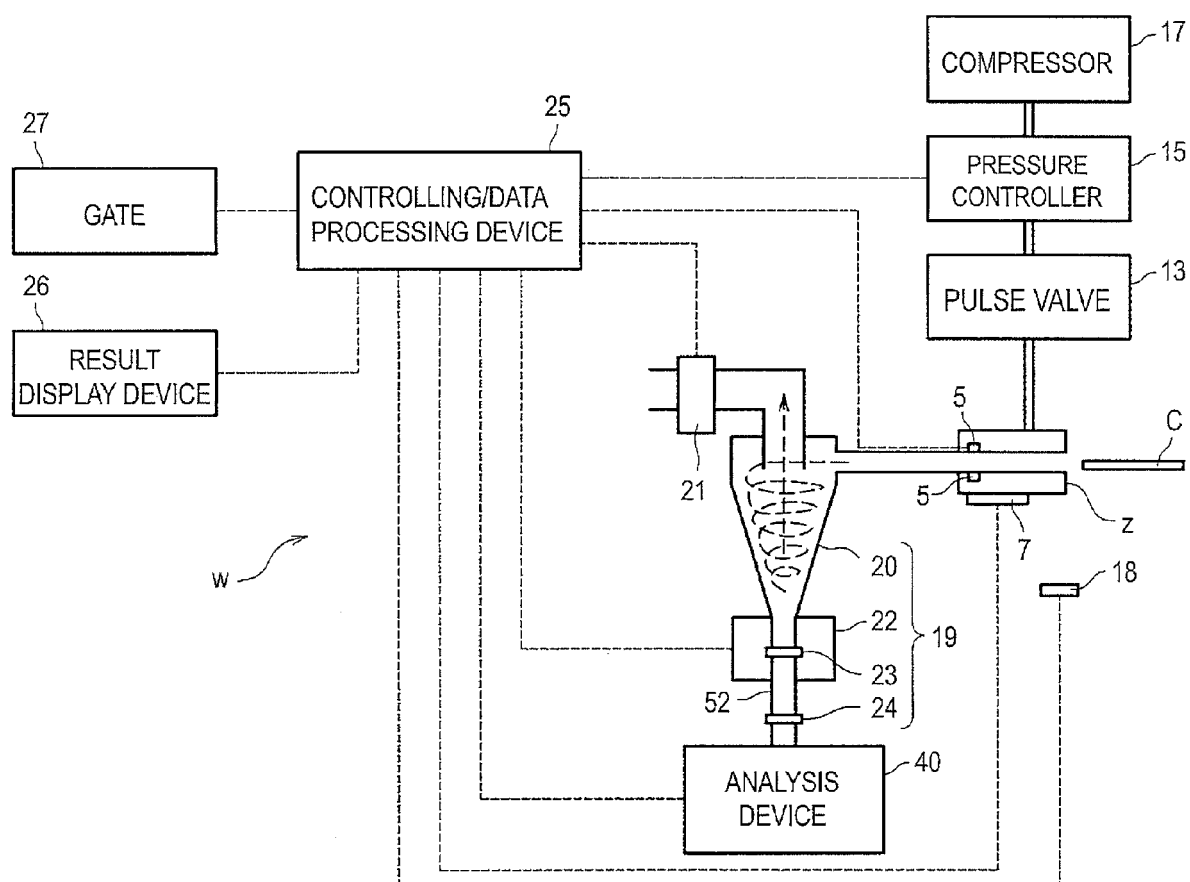 17
COMPRESSOR
25
27
15
PRESSURE
CONTROLLER
CONTROLLING/DATA
PROCESSING DEVICE
GATE
13
26
PULSE VALVE
RESULT
DISPLAY DEVICE
5
C
21
5
7
z
20
w
18
22
19
23
52
24
40
ANALYSIS
DEVICE